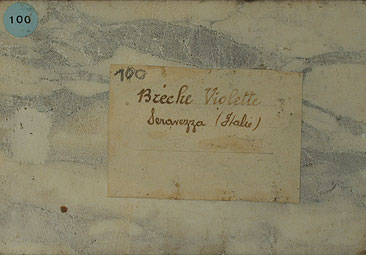 100
100
Brèche Violette
Seravezza (Italie)